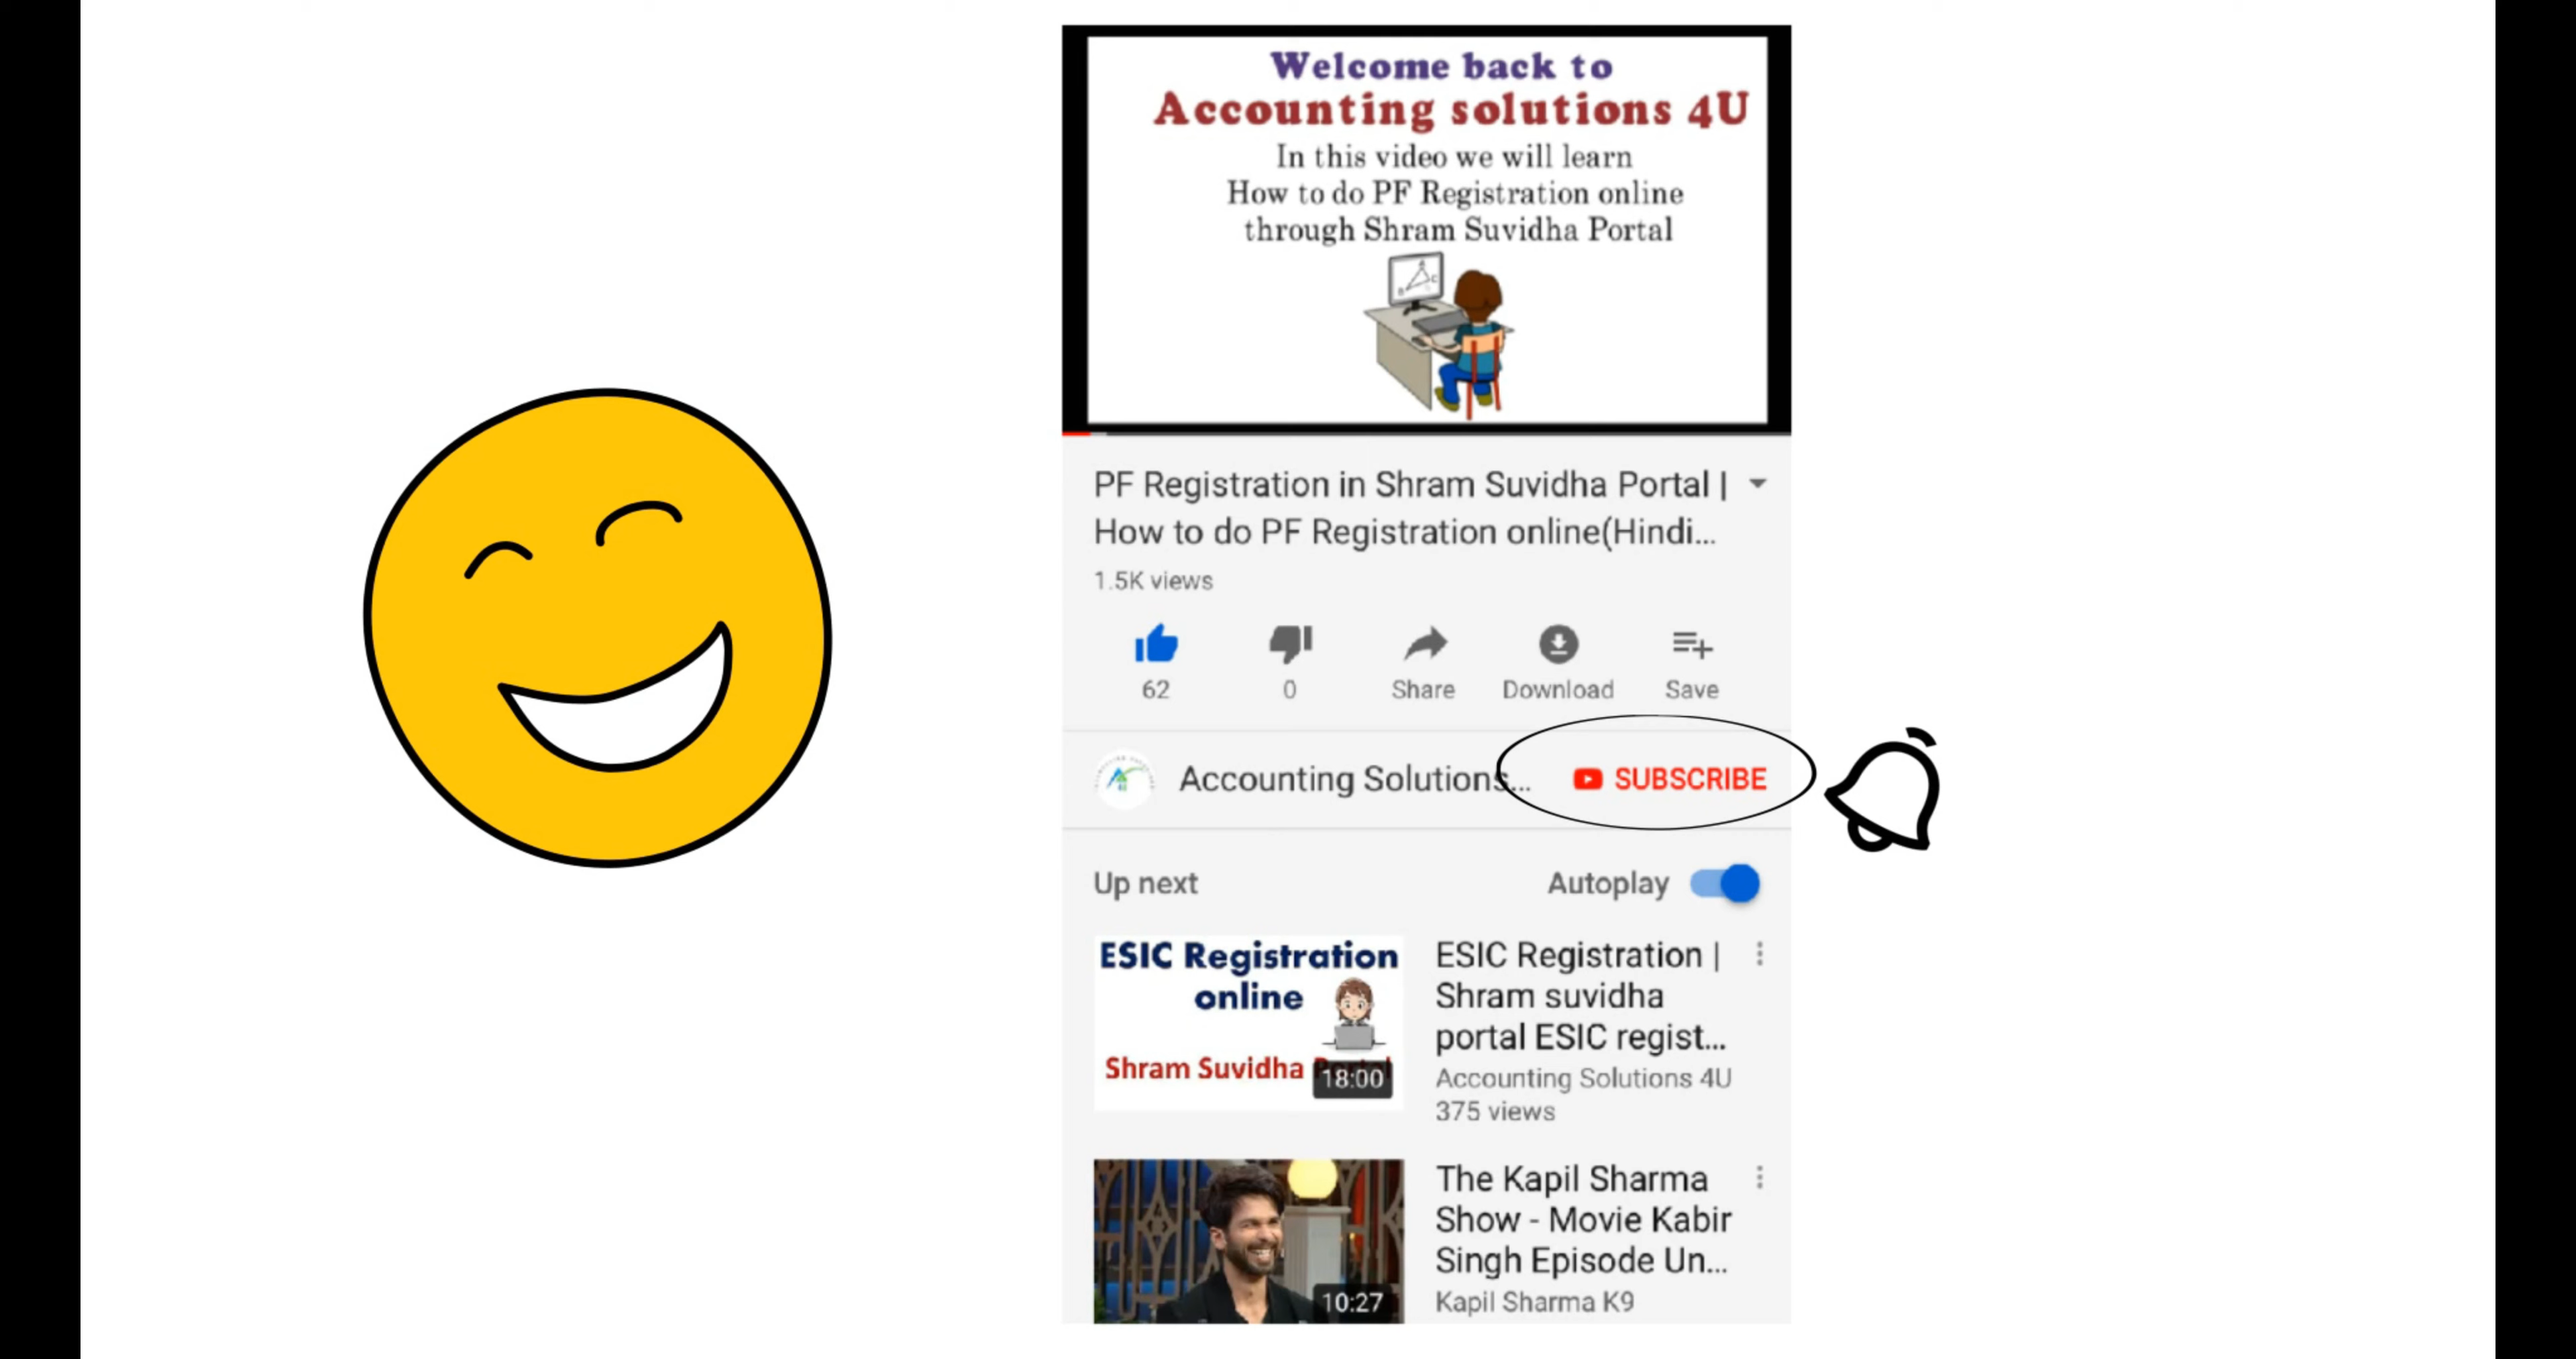 Welcome back to
Accounting solutions 4U
In this video we will learn
How to do PF Registration online
through Shram Suvidha Portal
PF Registration in Shram Suvidha Portal |
How to do PF Registration online(Hindi...
1.5K views
62
0
Share
Download
Save
Accounting Solutions...
SUBSCRIBE
Up next
Autoplay
ESIC Registration
online
Shram Suvidha
18:00
ESIC Registration |
Shram suvidha
portal ESIC regist...
Accounting Solutions 4U
375 views
10:27
The Kapil Sharma
Show - Movie Kabir
Singh Episode Un...
Kapil Sharma K9